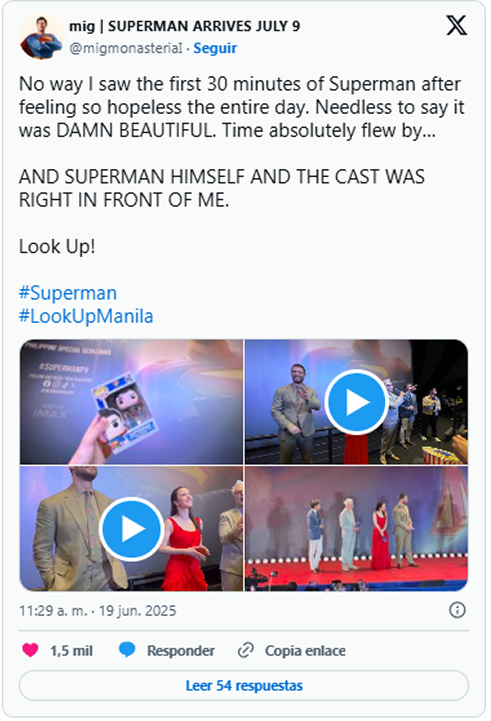 mig | SUPERMAN ARRIVES JULY 9
@migmonasterial · Seguir
No way I saw the first 30 minutes of Superman after
feeling so hopeless the entire day. Needless to say it
was DAMN BEAUTIFUL. Time absolutely flew by...
AND SUPERMAN HIMSELF AND THE CAST WAS
RIGHT IN FRONT OF ME.
Look Up!
#Superman
#LookUpManila
PHILIPPINE SPECIAL SCREENING
#SUPERMANPH
IMAX
11:29 a. m. · 19 jun. 2025
1,5 mil
Responder
Copia enlace
Leer 54 respuestas